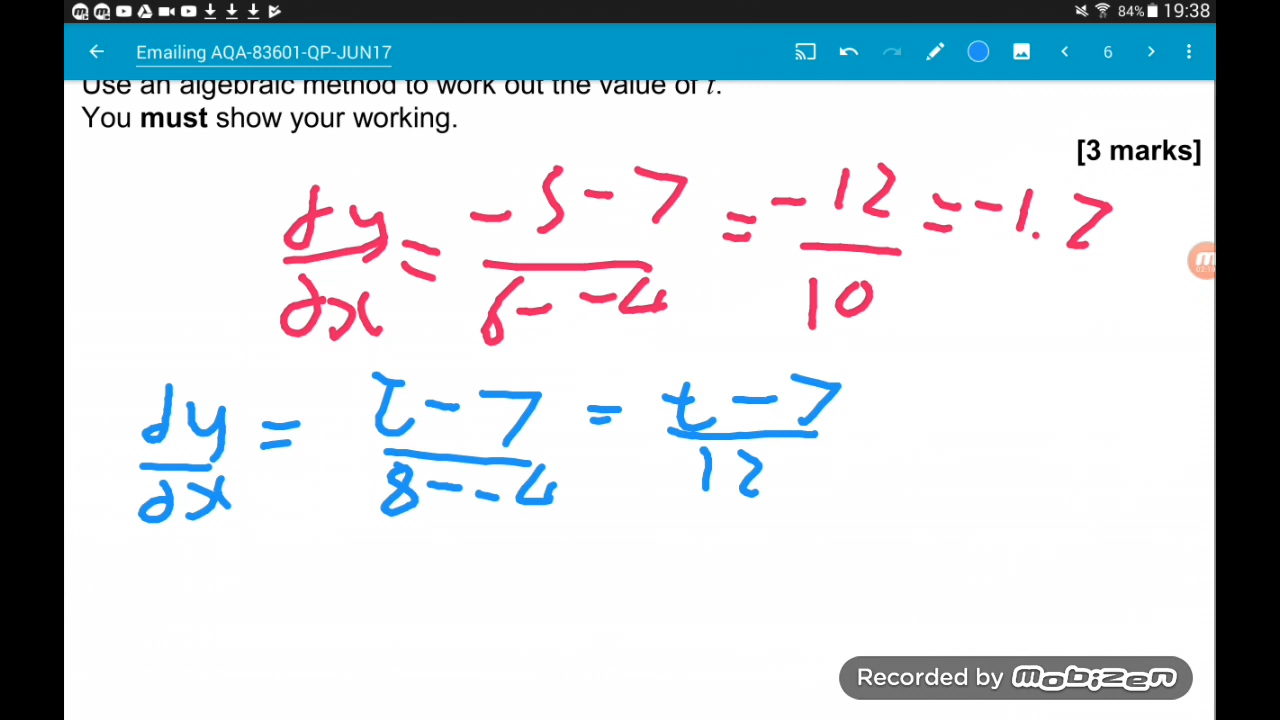 84% 19:38
Emailing AQA-83601-QP-JUN17 6
Use an algebraic method to work out the value of t.
You must show your working.
[3 marks]
dy/dx = -5-7/6--4 = -12/10 = -1.2
dy/dx = t-7/8--4 = t-7/12
Recorded by mobizen